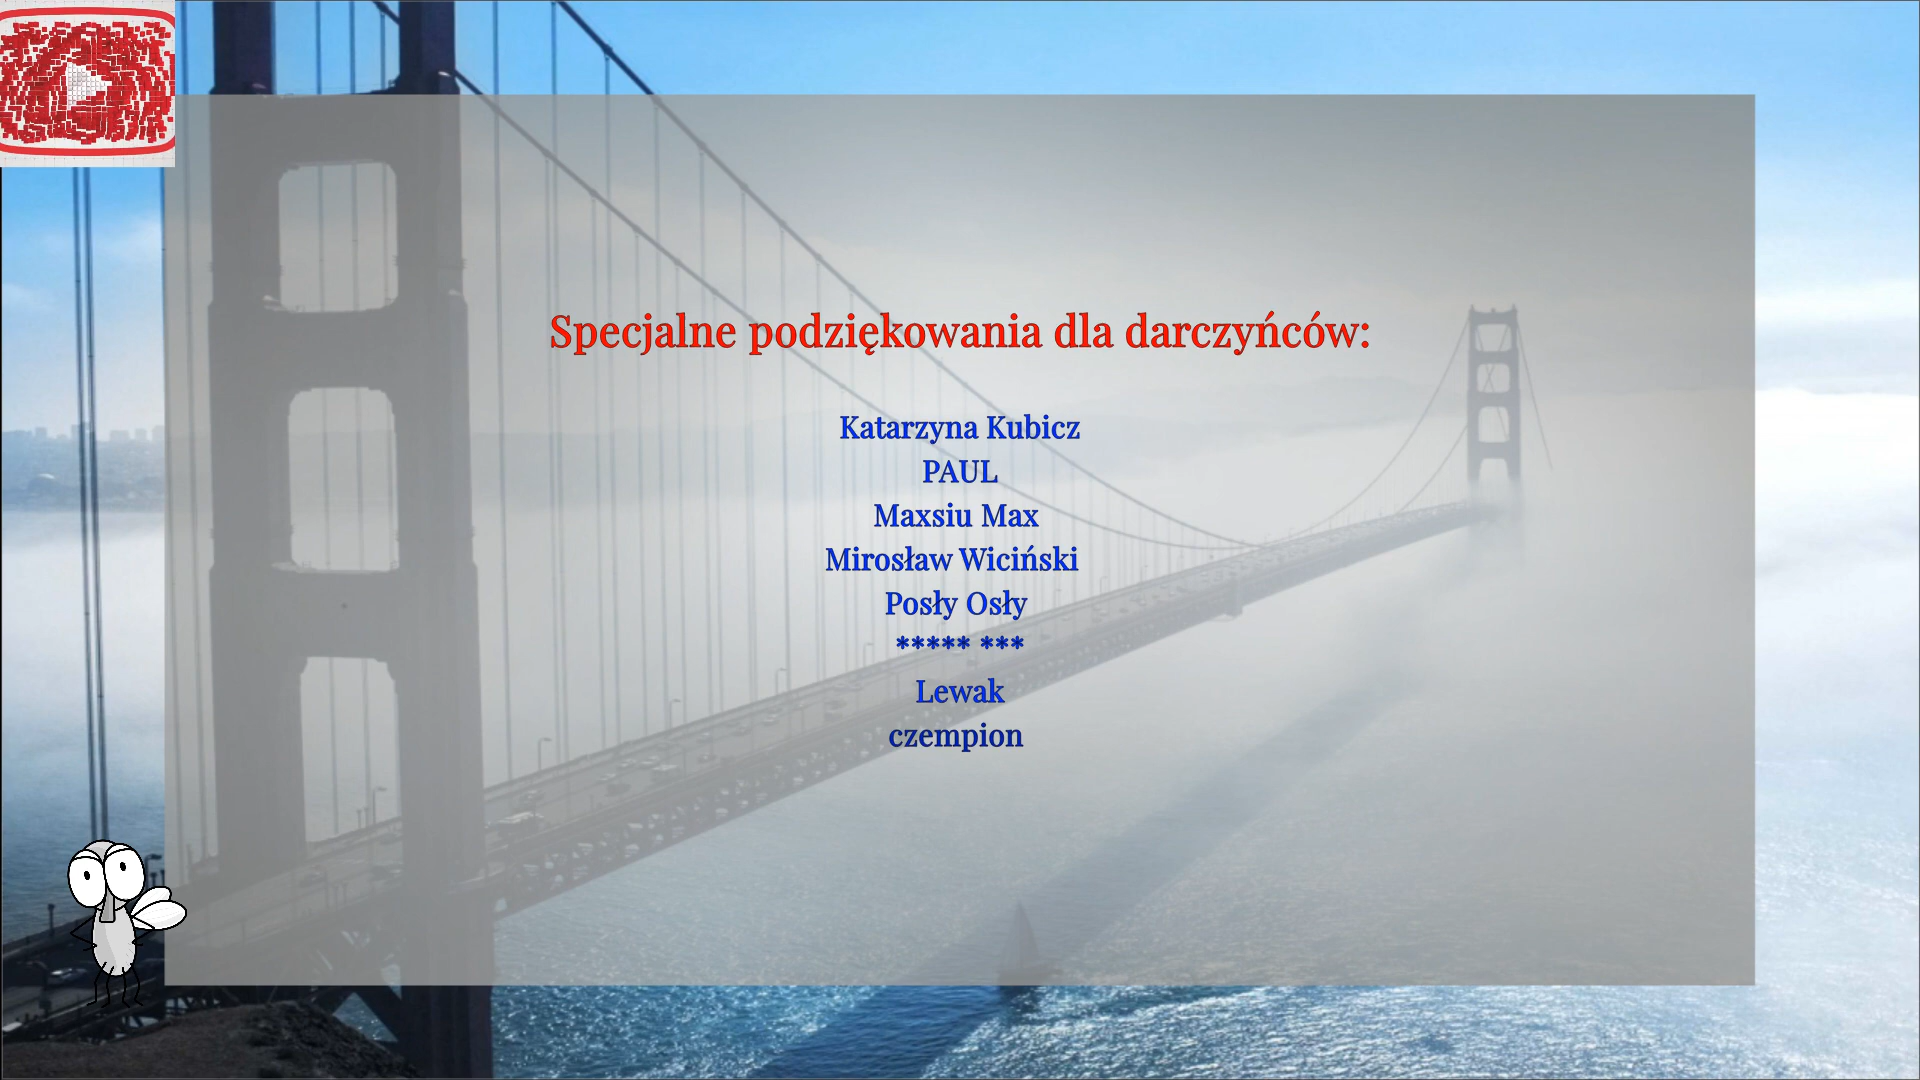 Specjalne podziękowania dla darczyńców:
Katarzyna Kubicz
PAUL
Maxsiu Max
Mirosław Wiciński
Posły Osły
***** ***
Lewak
czempion